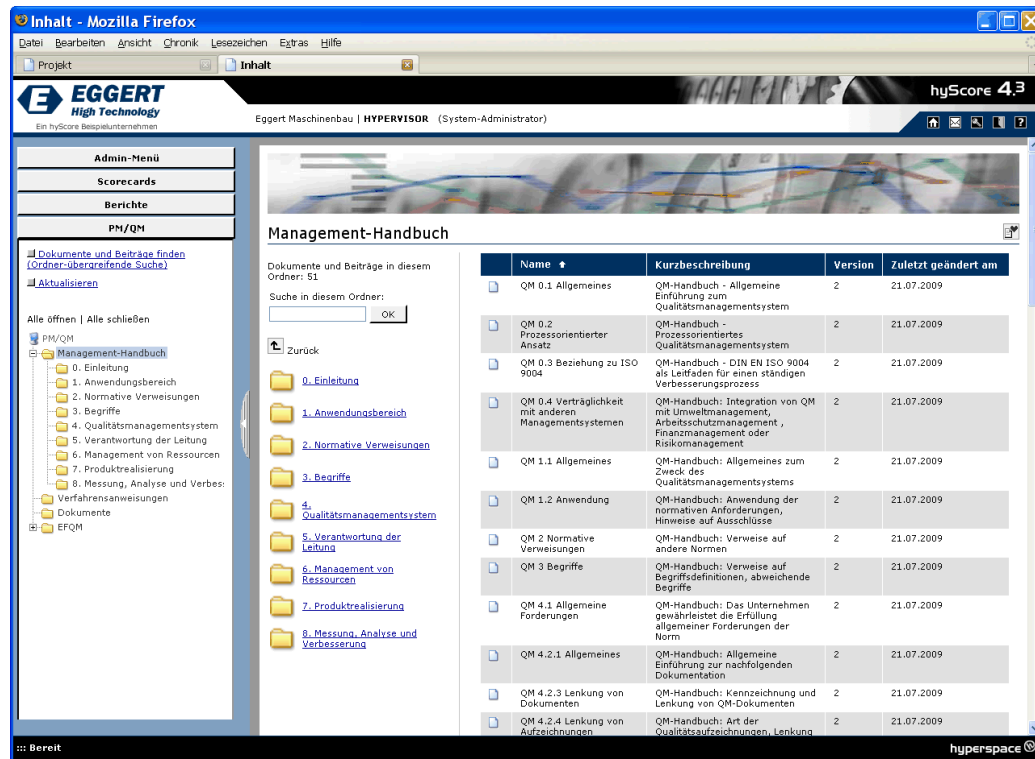 Inhalt - Mozilla Firefox
Datei Bearbeiten Ansicht Chronik Lesezeichen Extras Hilfe
Projekt
Inhalt
EGGERT
High Technology
Ein hyScore Beispielunternehmen
hyScore 4.3
Eggert Maschinenbau | HYPERVISOR (System-Administrator)
Admin-Menü
Scorecards
Berichte
PM/QM
Dokumente und Beiträge finden
(Ordner-übergreifende Suche)
Aktualisieren
Alle öffnen | Alle schließen
PM/QM
Management-Handbuch
0. Einleitung
1. Anwendungsbereich
2. Normative Verweisungen
3. Begriffe
4. Qualitätsmanagementsystem
5. Verantwortung der Leitung
6. Management von Ressourcen
7. Produktrealisierung
8. Messung, Analyse und Verbes
Verfahrensanweisungen
Dokumente
EFQM
Management-Handbuch
Dokumente und Beiträge in diesem
Ordner: 51
Suche in diesem Ordner:
OK
Zurück
0. Einleitung
1. Anwendungsbereich
2. Normative Verweisungen
3. Begriffe
4.
Qualitätsmanagementsystem
5. Verantwortung der
Leitung
6. Management von
Ressourcen
7. Produktrealisierung
8. Messung, Analyse und
Verbesserung
Name Kurzbeschreibung Version Zuletzt geändert am
QM 0.1 Allgemeines QM-Handbuch - Allgemeine 2 21.07.2009
Einführung zum
Qualitätsmanagementsystem
QM 0.2 QM-Handbuch - 2 21.07.2009
Prozessorientierter Prozessorientiertes
Ansatz Qualitätsmanagementsystem
QM 0.3 Beziehung zu ISO QM-Handbuch - DIN EN ISO 9004 2 21.07.2009
9004 als Leitfaden für einen ständigen
Verbesserungsprozess
QM 0.4 Verträglichkeit QM-Handbuch: Integration von QM 2 21.07.2009
mit anderen mit Umweltmanagement,
Managementsystemen Arbeitsschutzmanagement ,
Finanzmanagement oder
Risikomanagement
QM 1.1 Allgemeines QM-Handbuch: Allgemeines zum 2 21.07.2009
Zweck des
Qualitätsmanagementsystems
QM 1.2 Anwendung QM-Handbuch: Anwendung der 2 21.07.2009
normativen Anforderungen,
Hinweise auf Ausschlüsse
QM 2 Normative QM-Handbuch: Verweise auf 2 21.07.2009
Verweisungen andere Normen
QM 3 Begriffe QM-Handbuch: Verweise auf 2 21.07.2009
Begriffsdefinitionen, abweichende
Begriffe
QM 4.1 Allgemeine QM-Handbuch: Das Unternehmen 2 21.07.2009
Forderungen gewährleistet die Erfüllung
allgemeiner Forderungen der
Norm
QM 4.2.1 Allgemeines QM-Handbuch: Allgemeine 2 21.07.2009
Einführung zur nachfolgenden
Dokumentation
QM 4.2.3 Lenkung von QM-Handbuch: Kennzeichnung und 2 21.07.2009
Dokumenten Lenkung von QM-Dokumenten
QM 4.2.4 Lenkung von QM-Handbuch: Art der 2 21.07.2009
Aufzeichnungen Qualitätsaufzeichnungen, Lenkung
::: Bereit
hyperspace ®